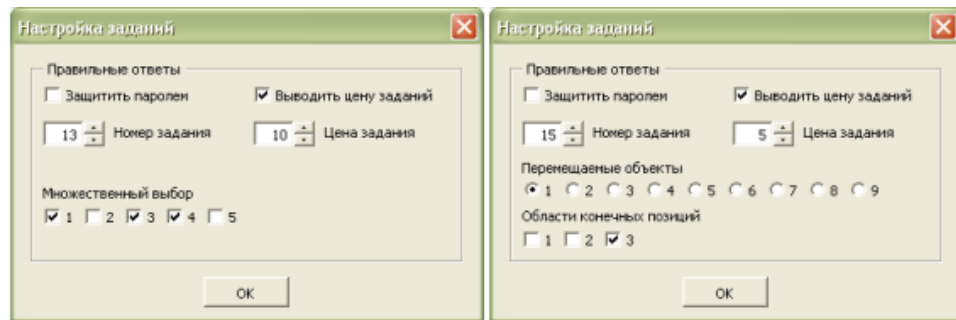 Настройка заданий
Правильные ответы
Защитить паролем Выводить цену заданий
13 Номер задания 10 Цена задания
Множественный выбор
1 2 3 4 5
OK
Настройка заданий
Правильные ответы
Защитить паролем Выводить цену заданий
15 Номер задания 5 Цена задания
Перемещаемые объекты
1 2 3 4 5 6 7 8 9
Области конечных позиций
1 2 3
OK